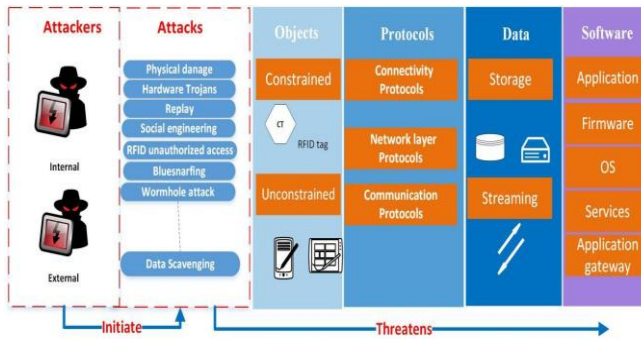 Attackers
Internal
External
Attacks
Physical danage
Hardware Trojans
Replay
Social engineering
RFID unauthorized access
Bluesnarfing
Wormhole attack
Data Scavenging
Objects
Constrained
CT
RFID tag
Unconstrained
Protocols
Connectivity
Protocols
Network layer
Protocols
Communication
Protocols
Data
Storage
Streaming
Software
Application
Firmware
OS
Services
Application
gateway
Initiate
Threatens